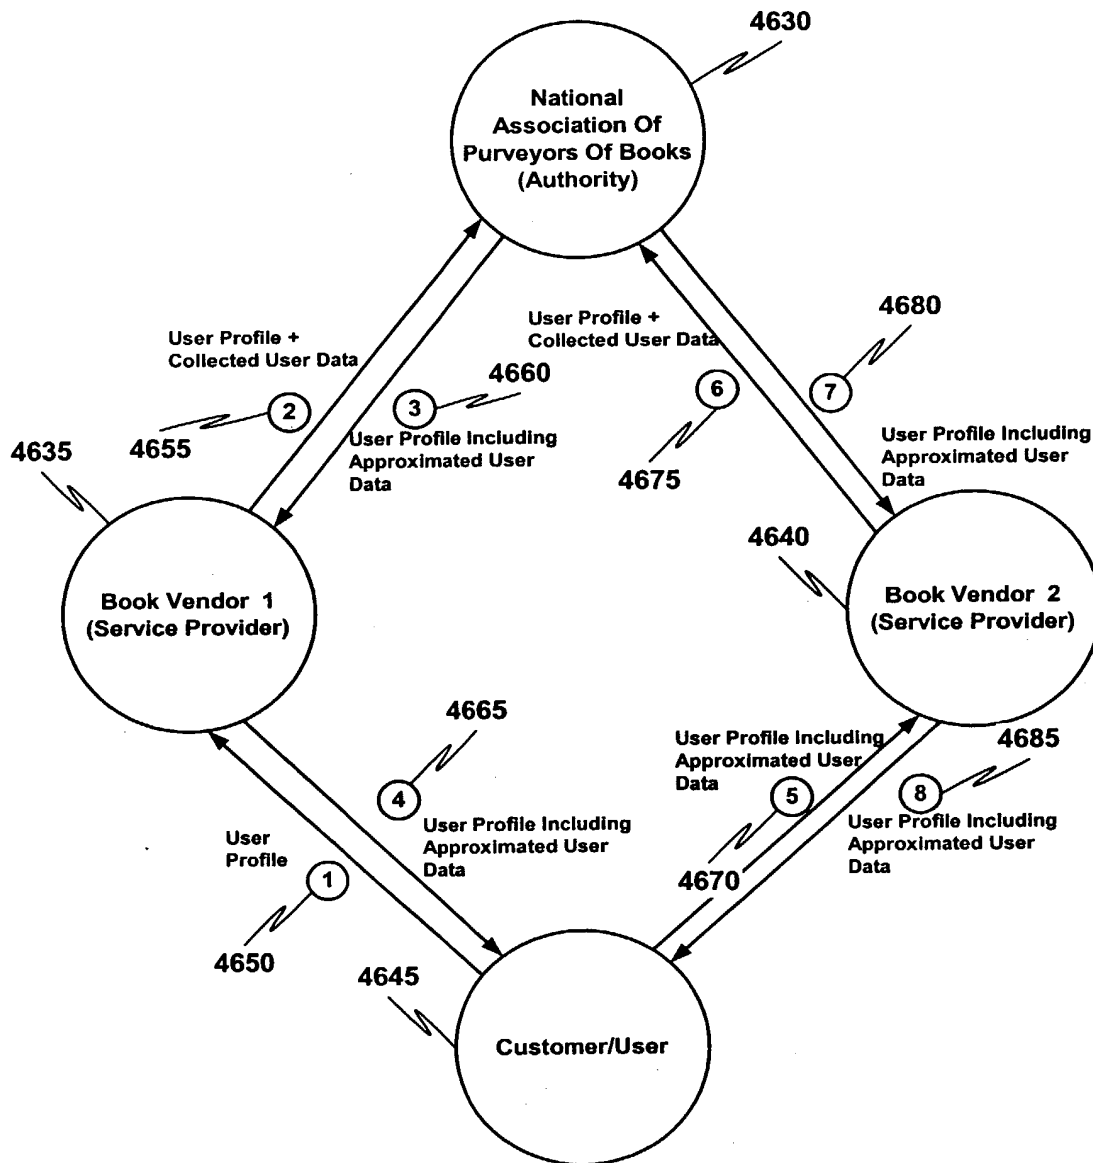 4630
National
Association Of
Purveyors Of Books
(Authority)
User Profile +
Collected User Data
2
4655
4660
3
User Profile Including
Approximated User
Data
User Profile +
Collected User Data
6
4675
4680
7
User Profile Including
Approximated User
Data
4635
Book Vendor 1
(Service Provider)
4640
Book Vendor 2
(Service Provider)
4665
4
User Profile Including
Approximated User
Data
User
Profile
1
4650
User Profile Including
Approximated User
Data
5
4670
4685
8
User Profile Including
Approximated User
Data
4645
Customer/User